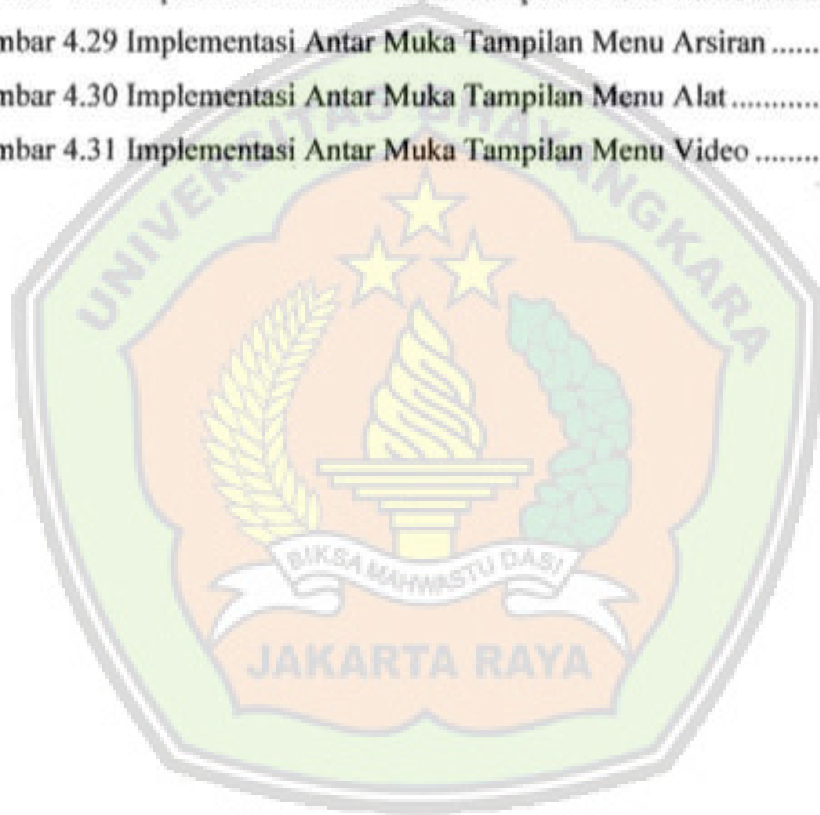 mbar 4.29 Implementasi Antar Muka Tampilan Menu Arsiran ......
mbar 4.30 Implementasi Antar Muka Tampilan Menu Alat ............
mbar 4.31 Implementasi Antar Muka Tampilan Menu Video ........
UNIVERSITAS BHAYANGKARA
BIKSA MAHWASTU DASI
JAKARTA RAYA